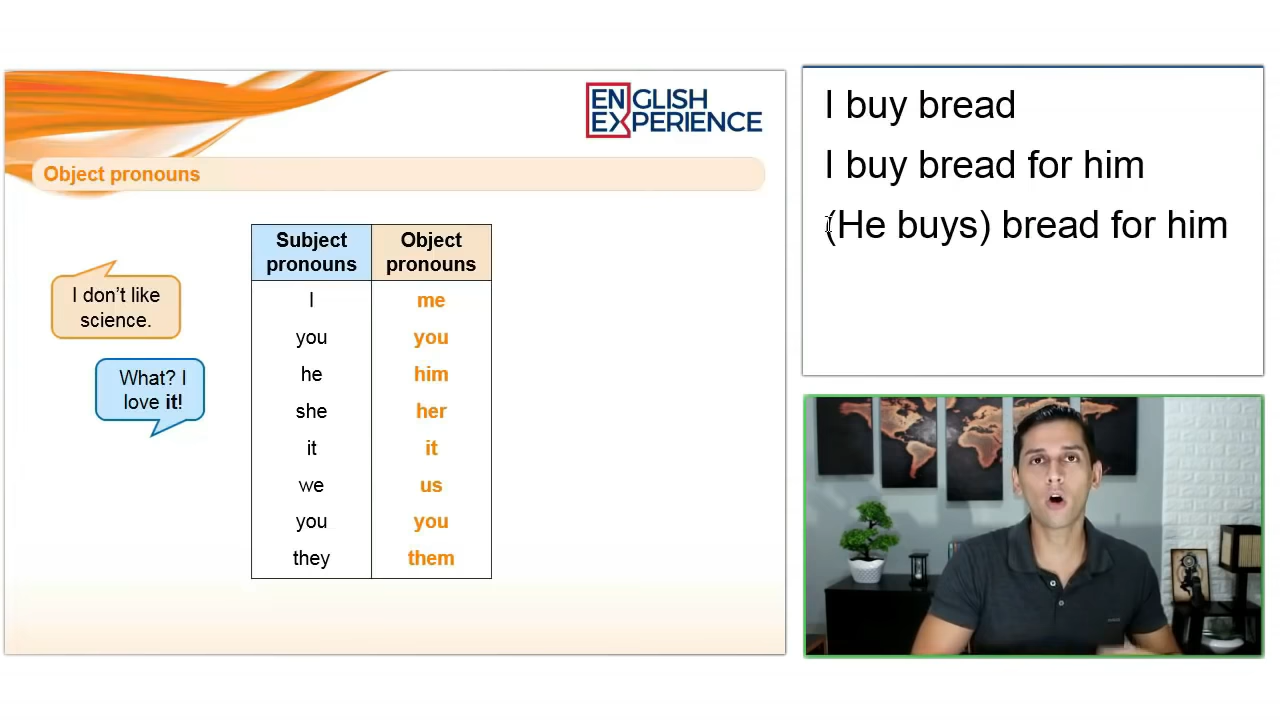 ENGLISH
EXPERIENCE
Object pronouns
Subject pronouns Object pronouns
I me
you you
he him
she her
it it
we us
you you
they them
I don't like
science.
What? I
love it!
I buy bread
I buy bread for him
(He buys) bread for him